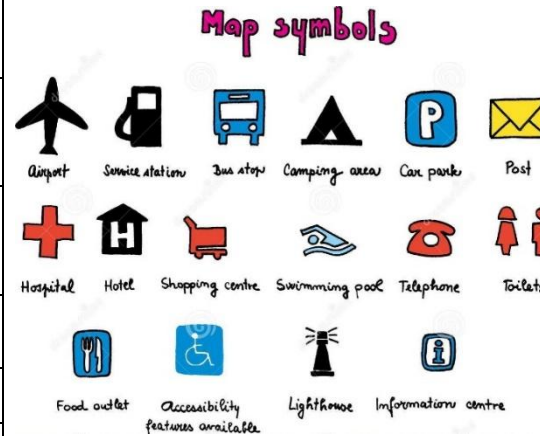 Map symbols
Airport Service station Bus stop Camping area Car park Post
P
H
Hospital Hotel Shopping centre Swimming pool Telephone Toilets
i
Food outlet Accessibility features available Lighthouse Information centre